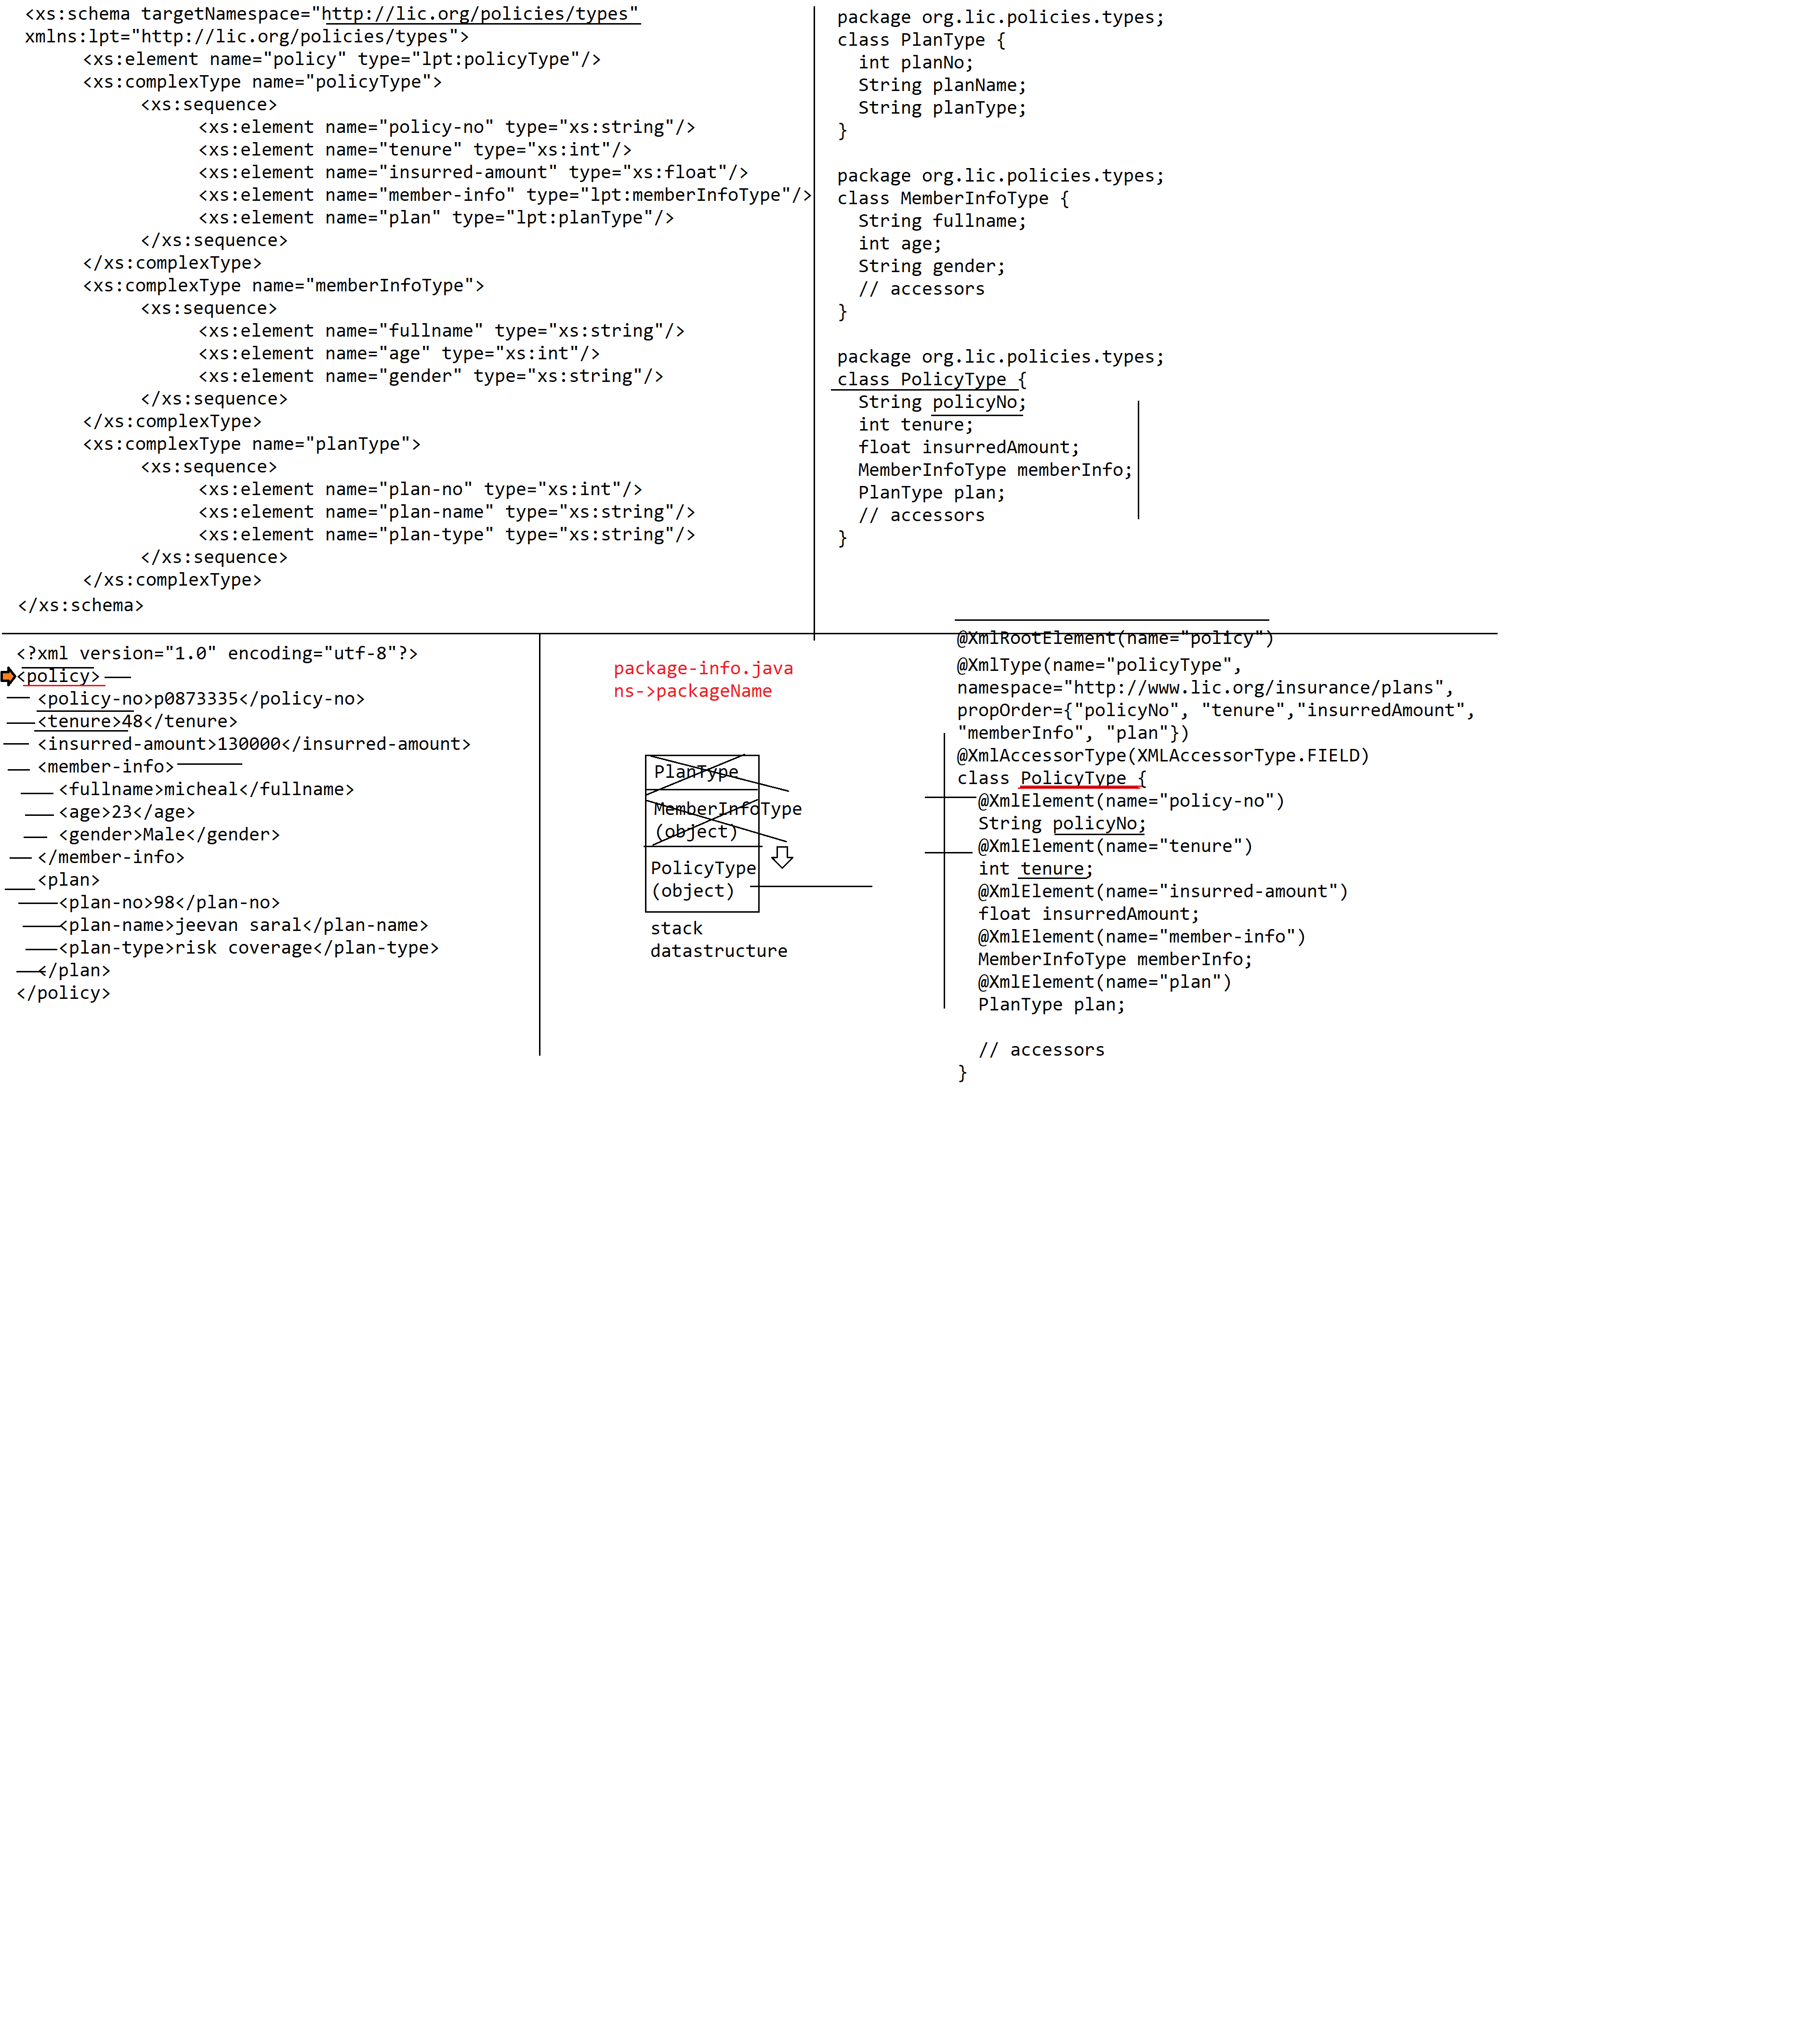 <xs:schema targetNamespace="http://lic.org/policies/types"
xmlns:lpt="http://lic.org/policies/types">
<xs:element name="policy" type="lpt:policyType"/>
<xs:complexType name="policyType">
<xs:sequence>
<xs:element name="policy-no" type="xs:string"/>
<xs:element name="tenure" type="xs:int"/>
<xs:element name="insurred-amount" type="xs:float"/>
<xs:element name="member-info" type="lpt:memberInfoType"/>
<xs:element name="plan" type="lpt:planType"/>
</xs:sequence>
</xs:complexType>
<xs:complexType name="memberInfoType">
<xs:sequence>
<xs:element name="fullname" type="xs:string"/>
<xs:element name="age" type="xs:int"/>
<xs:element name="gender" type="xs:string"/>
</xs:sequence>
</xs:complexType>
<xs:complexType name="planType">
<xs:sequence>
<xs:element name="plan-no" type="xs:int"/>
<xs:element name="plan-name" type="xs:string"/>
<xs:element name="plan-type" type="xs:string"/>
</xs:sequence>
</xs:complexType>
</xs:schema>
package org.lic.policies.types;
class PlanType {
int planNo;
String planName;
String planType;
}
package org.lic.policies.types;
class MemberInfoType {
String fullname;
int age;
String gender;
// accessors
}
package org.lic.policies.types;
class PolicyType {
String policyNo;
int tenure;
float insurredAmount;
MemberInfoType memberInfo;
PlanType plan;
// accessors
}
<?xml version="1.0" encoding="utf-8"?>
<policy>
<policy-no>p0873335</policy-no>
<tenure>48</tenure>
<insurred-amount>130000</insurred-amount>
<member-info>
<fullname>micheal</fullname>
<age>23</age>
<gender>Male</gender>
</member-info>
<plan>
<plan-no>98</plan-no>
<plan-name>jeevan saral</plan-name>
<plan-type>risk coverage</plan-type>
</plan>
</policy>
package-info.java
ns->packageName
PlanType
MemberInfoType
(object)
PolicyType
(object)
stack
datastructure
@XmlRootElement(name="policy")
@XmlType(name="policyType",
namespace="http://www.lic.org/insurance/plans",
propOrder={"policyNo", "tenure","insurredAmount",
"memberInfo", "plan"})
@XmlAccessorType(XMLAccessorType.FIELD)
class PolicyType {
@XmlElement(name="policy-no")
String policyNo;
@XmlElement(name="tenure")
int tenure;
@XmlElement(name="insurred-amount")
float insurredAmount;
@XmlElement(name="member-info")
MemberInfoType memberInfo;
@XmlElement(name="plan")
PlanType plan;
// accessors
}